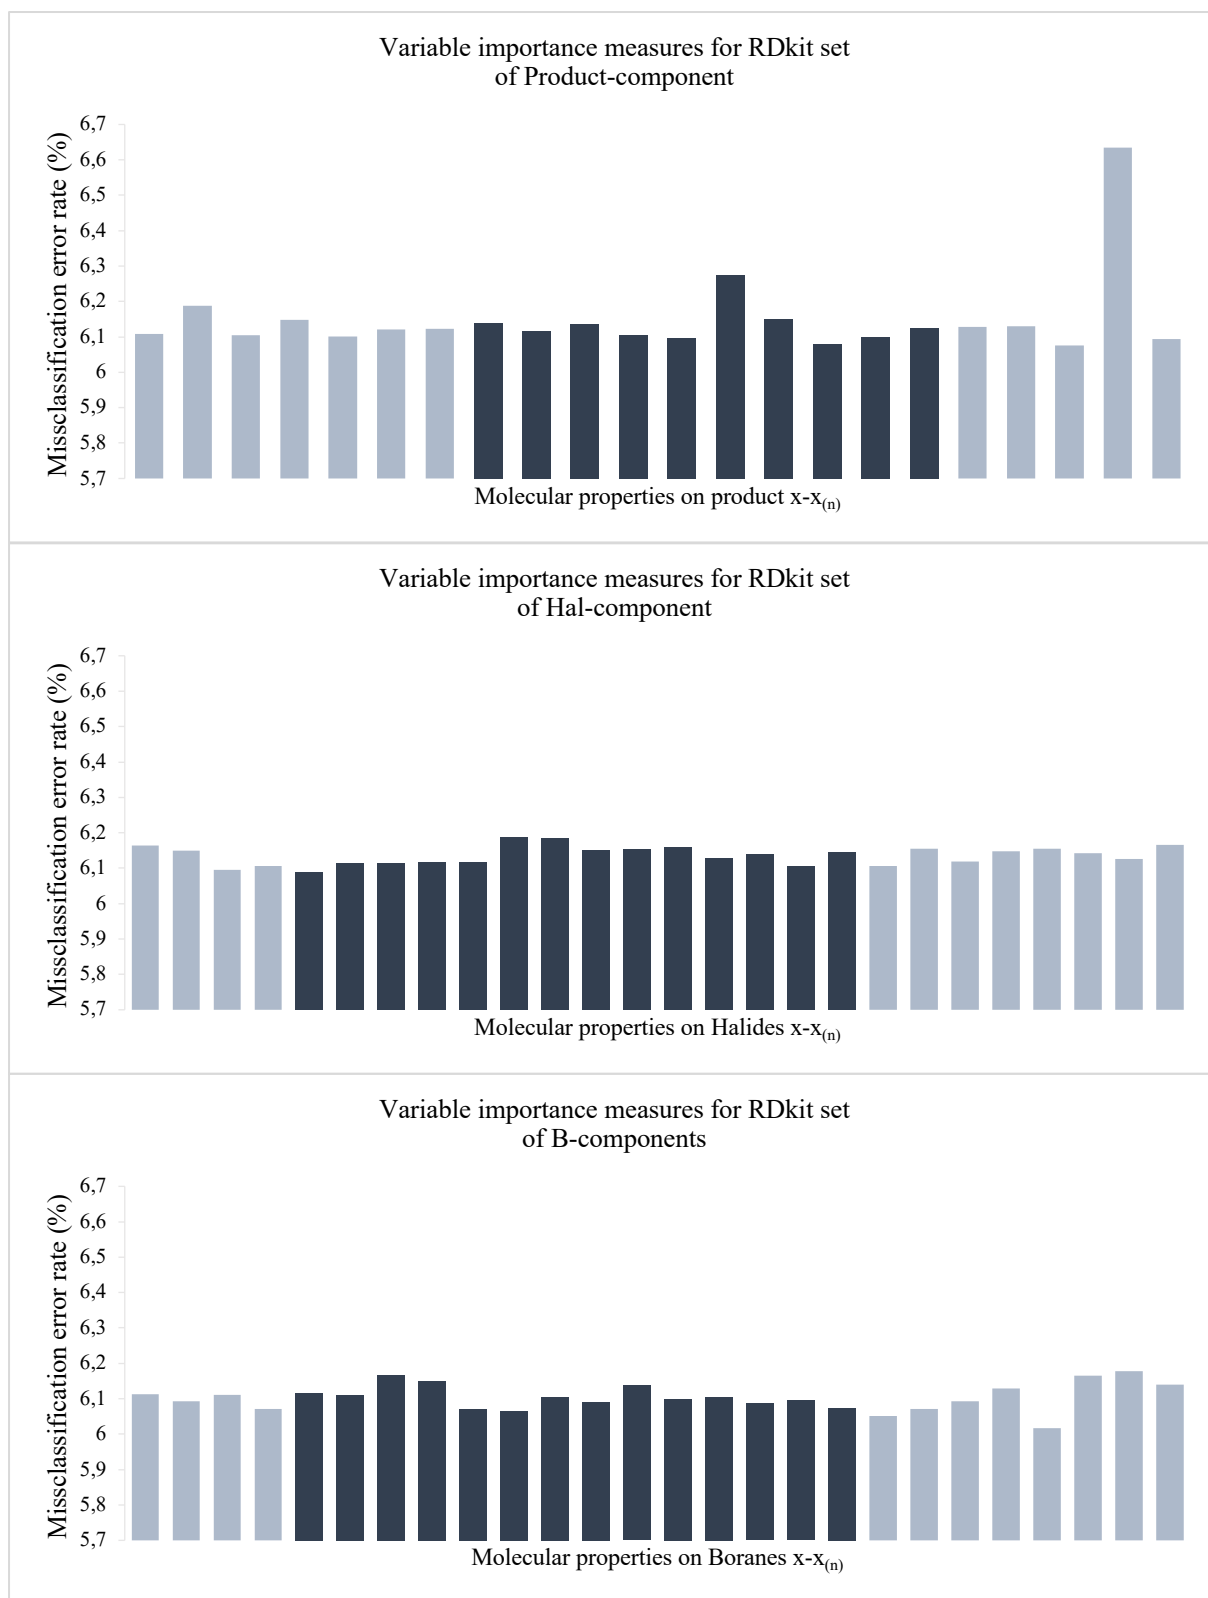 Variable importance measures for RDkit set
of Product-component
Missclassification error rate (%)
6,7
6,6
6,5
6,4
6,3
6,2
6,1
6
5,9
5,8
5,7
Molecular properties on product x-x(n)
Variable importance measures for RDkit set
of Hal-component
Missclassification error rate (%)
6,7
6,6
6,5
6,4
6,3
6,2
6,1
6
5,9
5,8
5,7
Molecular properties on Halides x-x(n)
Variable importance measures for RDkit set
of B-components
Missclassification error rate (%)
6,7
6,6
6,5
6,4
6,3
6,2
6,1
6
5,9
5,8
5,7
Molecular properties on Boranes x-x(n)